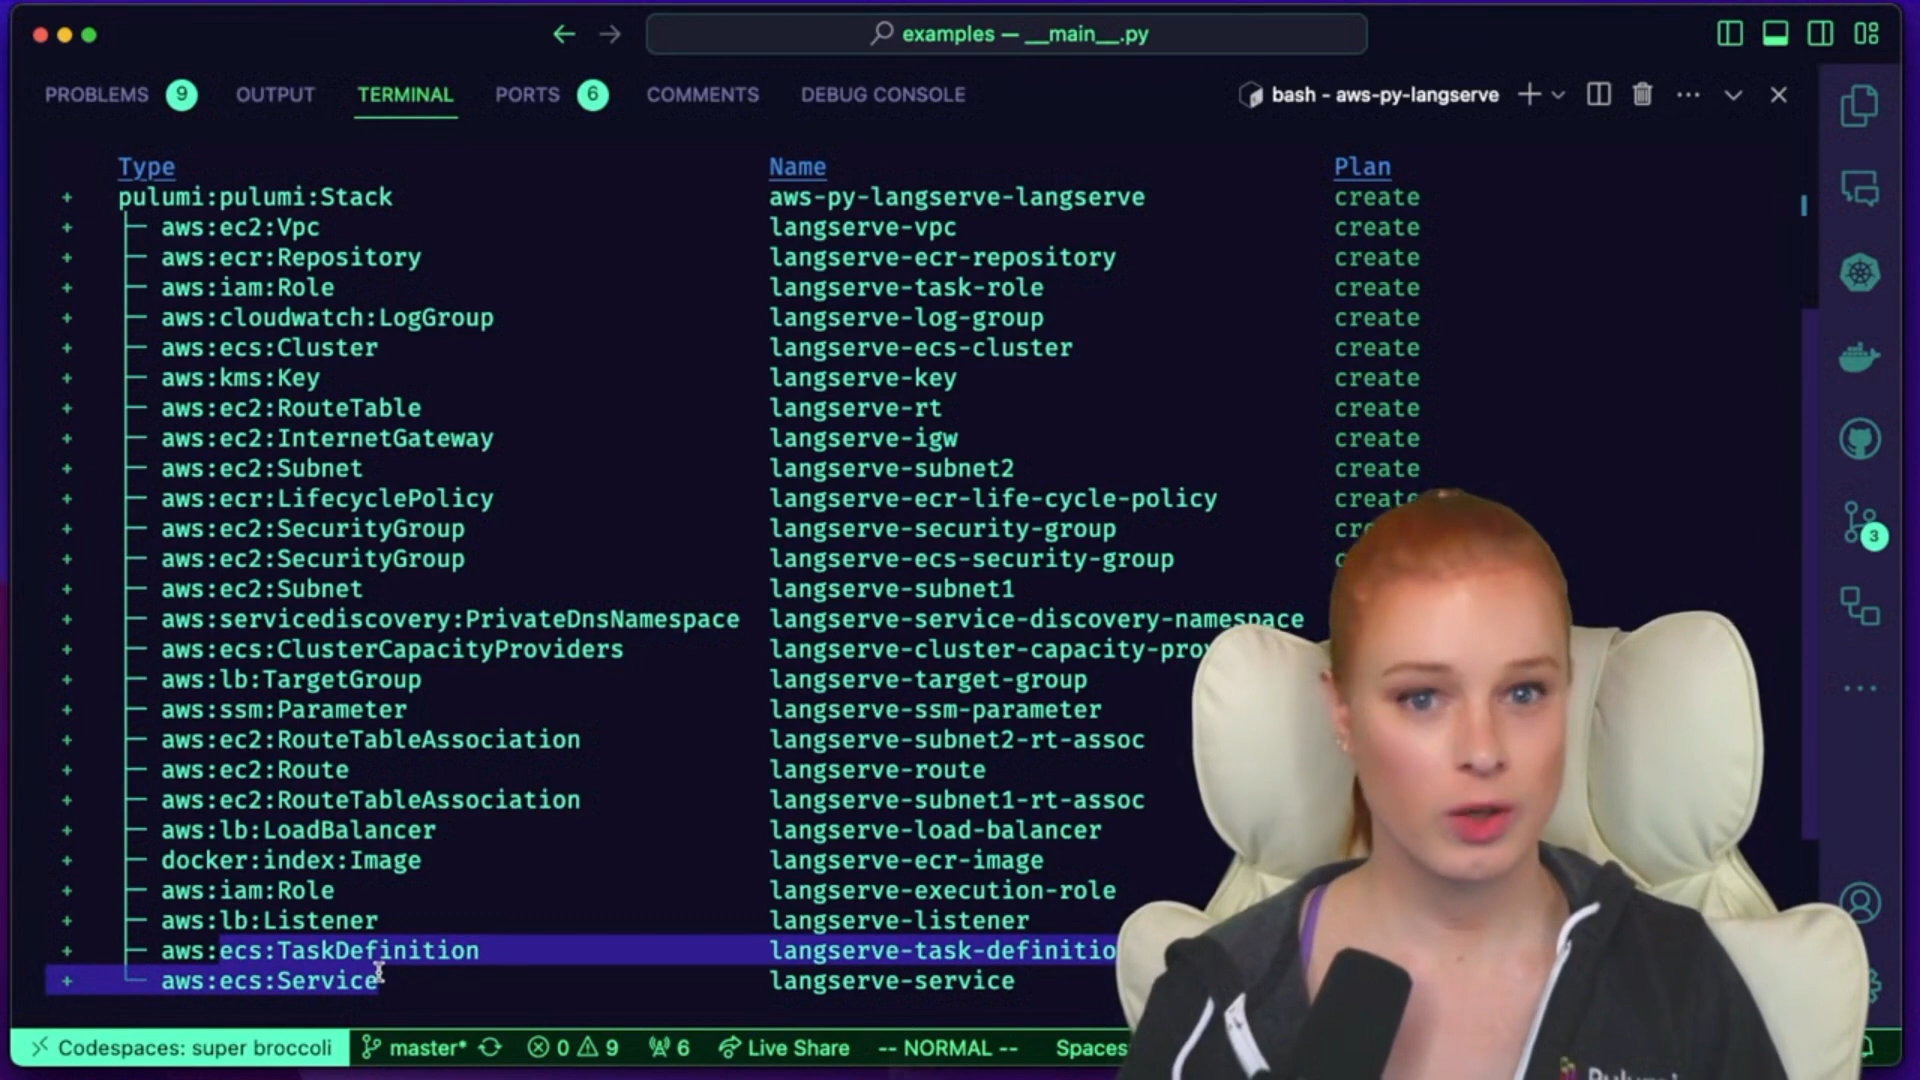 examples — __main__.py
PROBLEMS 9 OUTPUT TERMINAL PORTS 6 COMMENTS DEBUG CONSOLE bash - aws-py-langserve
Type Name Plan
+ pulumi:pulumi:Stack aws-py-langserve-langserve create
+ aws:ec2:Vpc langserve-vpc create
+ aws:ecr:Repository langserve-ecr-repository create
+ aws:iam:Role langserve-task-role create
+ aws:cloudwatch:LogGroup langserve-log-group create
+ aws:ecs:Cluster langserve-ecs-cluster create
+ aws:kms:Key langserve-key create
+ aws:ec2:RouteTable langserve-rt create
+ aws:ec2:InternetGateway langserve-igw create
+ aws:ec2:Subnet langserve-subnet2 create
+ aws:ecr:LifecyclePolicy langserve-ecr-life-cycle-policy create
+ aws:ec2:SecurityGroup langserve-security-group
+ aws:ec2:SecurityGroup langserve-ecs-security-group
+ aws:ec2:Subnet langserve-subnet1
+ aws:servicediscovery:PrivateDnsNamespace langserve-service-discovery-namespace
+ aws:ecs:ClusterCapacityProviders langserve-cluster-capacity-pro
+ aws:lb:TargetGroup langserve-target-group
+ aws:ssm:Parameter langserve-ssm-parameter
+ aws:ec2:RouteTableAssociation langserve-subnet2-rt-assoc
+ aws:ec2:Route langserve-route
+ aws:ec2:RouteTableAssociation langserve-subnet1-rt-assoc
+ aws:lb:LoadBalancer langserve-load-balancer
+ docker:index:Image langserve-ecr-image
+ aws:iam:Role langserve-execution-role
+ aws:lb:Listener langserve-listener
+ aws:ecs:TaskDefinition langserve-task-definitio
+ aws:ecs:Service langserve-service
3
Codespaces: super broccoli master* 0 9 6 Live Share -- NORMAL -- Spaces